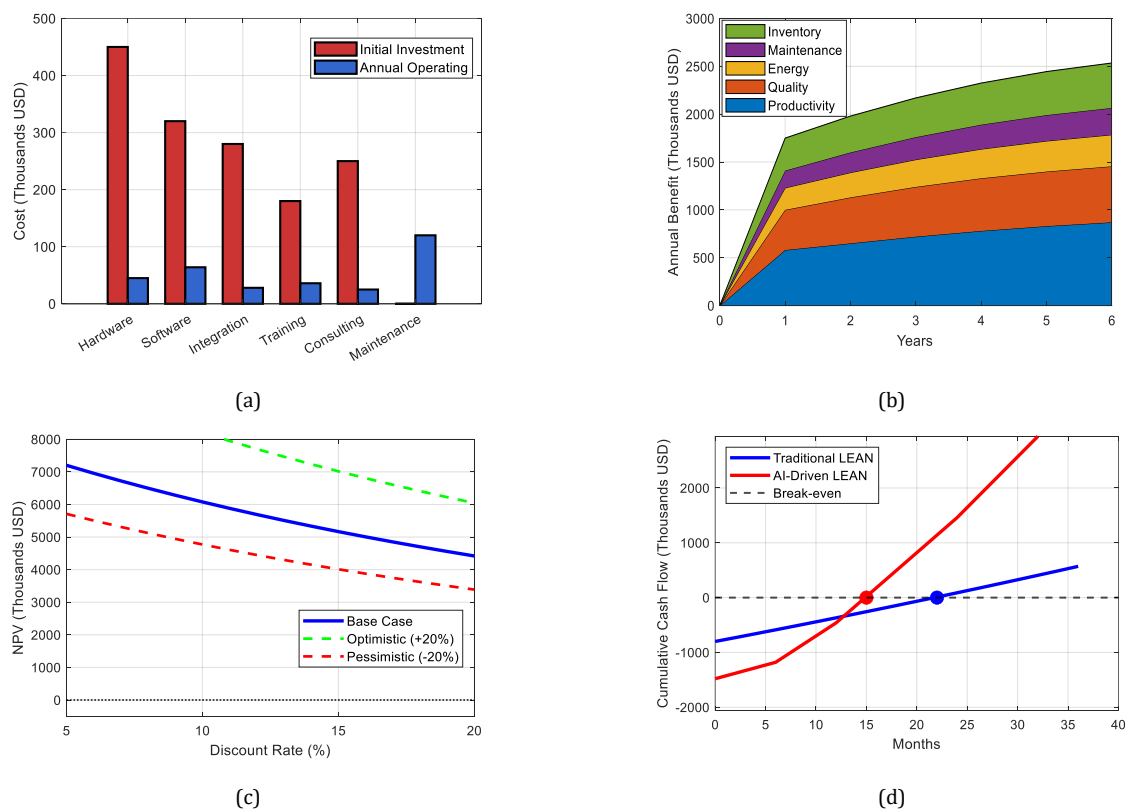 500
400
300
200
100
0
Cost (Thousands USD)
Initial Investment
Annual Operating
Hardware
Software
Integration
Training
Consulting
Maintenance
(a)
3000
2500
2000
1500
1000
500
0
Annual Benefit (Thousands USD)
Inventory
Maintenance
Energy
Quality
Productivity
0 1 2 3 4 5 6
Years
(b)
8000
7000
6000
5000
4000
3000
2000
1000
0
NPV (Thousands USD)
Base Case
Optimistic (+20%)
Pessimistic (-20%)
5 10 15 20
Discount Rate (%)
(c)
2000
1000
0
-1000
-2000
Cumulative Cash Flow (Thousands USD)
Traditional LEAN
AI-Driven LEAN
Break-even
0 5 10 15 20 25 30 35 40
Months
(d)